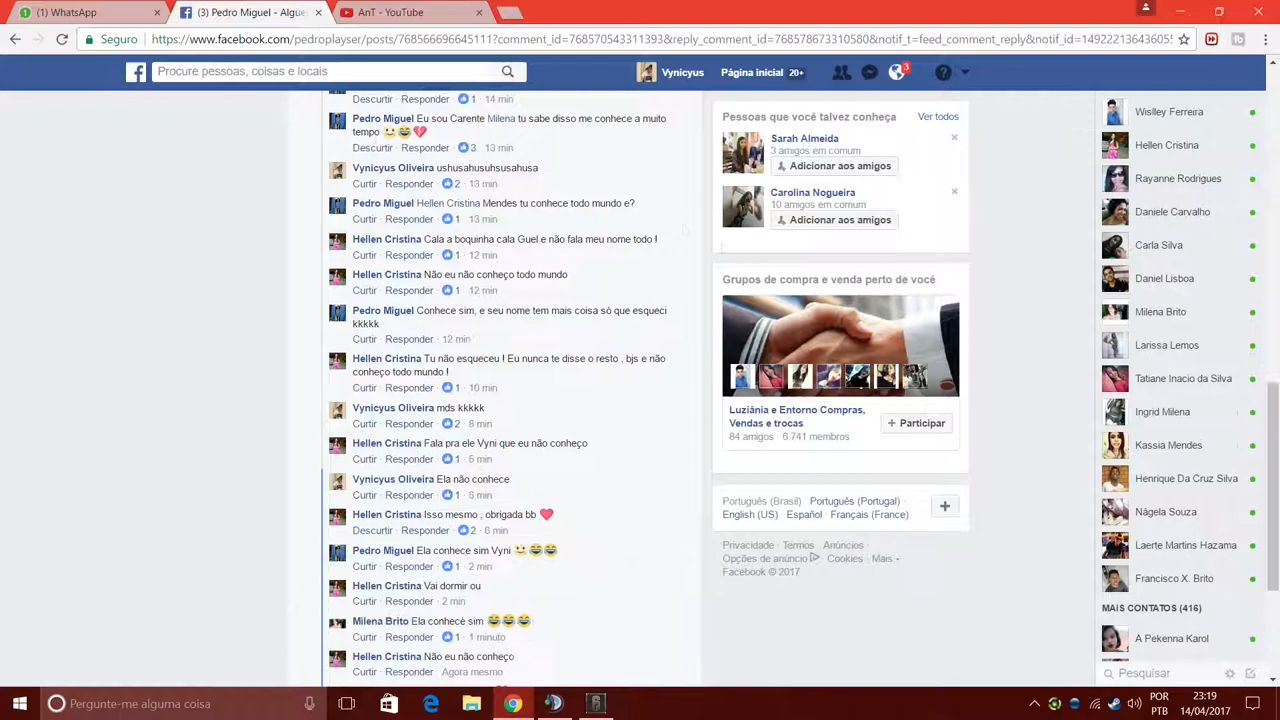 (1) WhatsApp
(3) Pedro Miguel - Algue
AnT - YouTube
Seguro
https://www.facebook.com/pedroplayser/posts/768566696645111?comment_id=768570543311393&reply_comment_id=768578673310580&notif_t=feed_comment_reply&notif_id=14922213643605
Procure pessoas, coisas e locais
Vynicyus
Página inicial 20+
3
Descurtir · Responder · 1 · 14 min
Pedro Miguel Eu sou Carente Milena tu sabe disso me conhece a muito
tempo 😀😂💔
Descurtir · Responder · 3 · 13 min
Vynicyus Oliveira ushusahusuhsusahusa
Curtir · Responder · 2 · 13 min
Pedro Miguel Hellen Cristina Mendes tu conhece todo mundo e?
Curtir · Responder · 1 · 13 min
Hellen Cristina Cala a boquinha cala Guel e não fala meu nome todo !
Curtir · Responder · 1 · 12 min
Hellen Cristina Não eu não conheço todo mundo
Curtir · Responder · 1 · 12 min
Pedro Miguel Conhece sim, e seu nome tem mais coisa só que esqueci
kkkkk
Curtir · Responder · 12 min
Hellen Cristina Tu não esqueceu ! Eu nunca te disse o resto , bjs e não
conheço todo mundo !
Curtir · Responder · 1 · 10 min
Vynicyus Oliveira mds kkkkk
Curtir · Responder · 2 · 8 min
Hellen Cristina Fala pra ele Vyni que eu não conheço
Curtir · Responder · 1 · 5 min
Vynicyus Oliveira Ela não conhece
Curtir · Responder · 1 · 6 min
Hellen Cristina Isso mesmo , obrigada bb ❤
Descurtir · Responder · 2 · 6 min
Pedro Miguel Ela conhece sim Vyni 😀😂😂
Curtir · Responder · 1 · 2 min
Hellen Cristina Vai dormir ou
Curtir · Responder · 2 min
Milena Brito Ela conhece sim 😂😂😂
Curtir · Responder · 1 · 1 minuto
Hellen Cristina Não eu não conheço
Curtir · Responder · Agora mesmo
Pessoas que você talvez conheça
Ver todos
Sarah Almeida
3 amigos em comum
Adicionar aos amigos
Carolina Nogueira
10 amigos em comum
Adicionar aos amigos
Grupos de compra e venda perto de você
Luziânia e Entorno Compras,
Vendas e trocas
84 amigos · 6.741 membros
+ Participar
Português (Brasil) · Português (Portugal) ·
English (US) · Español · Français (France)
Privacidade · Termos · Anúncios ·
Opções de anúncio · Cookies · Mais
Facebook © 2017
Wislley Ferreira
Hellen Cristina
Rayanne Rodrigues
Daniele Carvalho
Carla Silva
Daniel Lisboa
Milena Brito
Larissa Lemos
Tatiane Inacio da Silva
Ingrid Milena
Kassia Mendes
Henrique Da Cruz Silva
Nägela Souza
Laerte Martins Hazama
Francisco X. Brito
MAIS CONTATOS (416)
A Pekenna Karol
Pesquisar
Pergunte-me alguma coisa
POR
PTB
23:19
14/04/2017